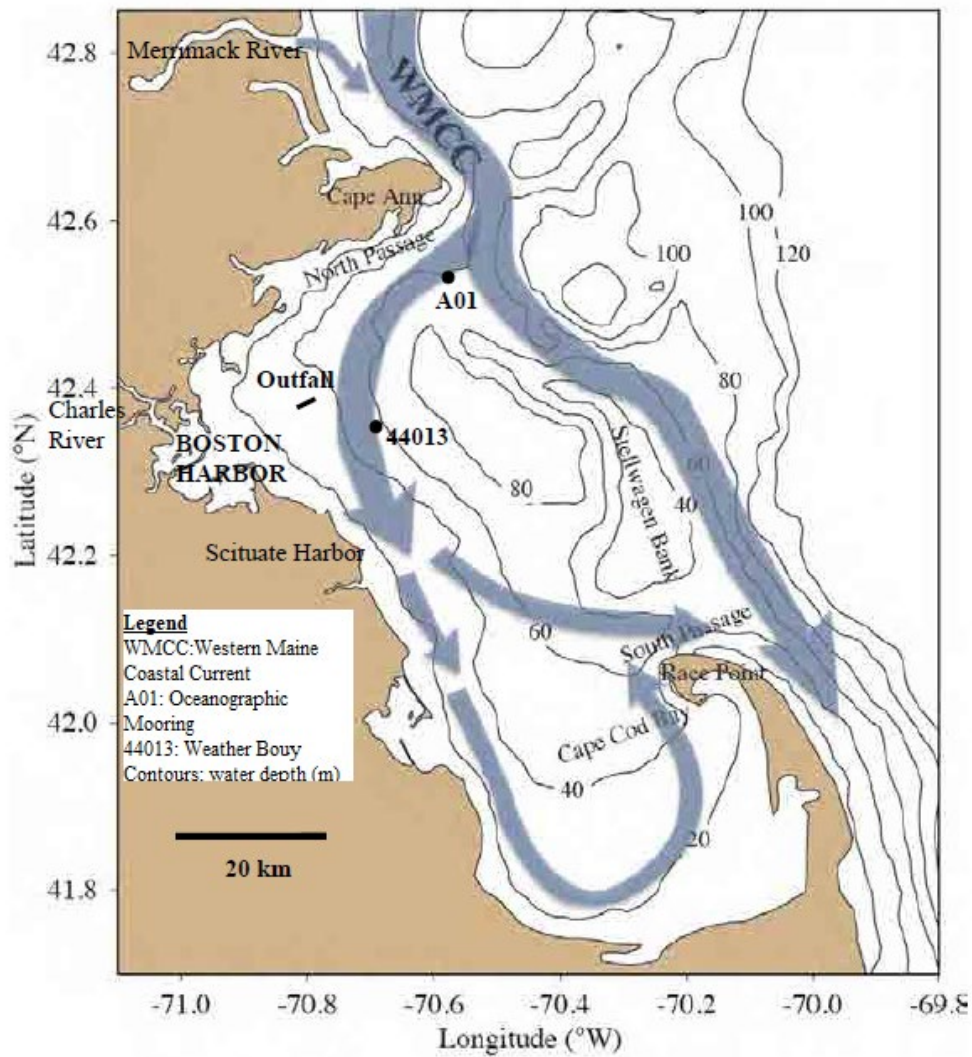 42.8
42.6
42.4
42.2
42.0
41.8
Latitude (°N)
Merrimack River
WMCC
Cape Ann
North Passage
A01
100
100
120
80
Outfall
Charles
River
BOSTON
HARBOR
44013
80
Stellwagen Bank
60
40
Scituate Harbor
60
South Passage
Race Point
Cape Cod Bay
40
20
Legend
WMCC:Western Maine
Coastal Current
A01: Oceanographic
Mooring
44013: Weather Bouy
Contours: water depth (m)
20 km
-71.0
-70.8
-70.6
-70.4
-70.2
-70.0
-69.8
Longitude (°W)